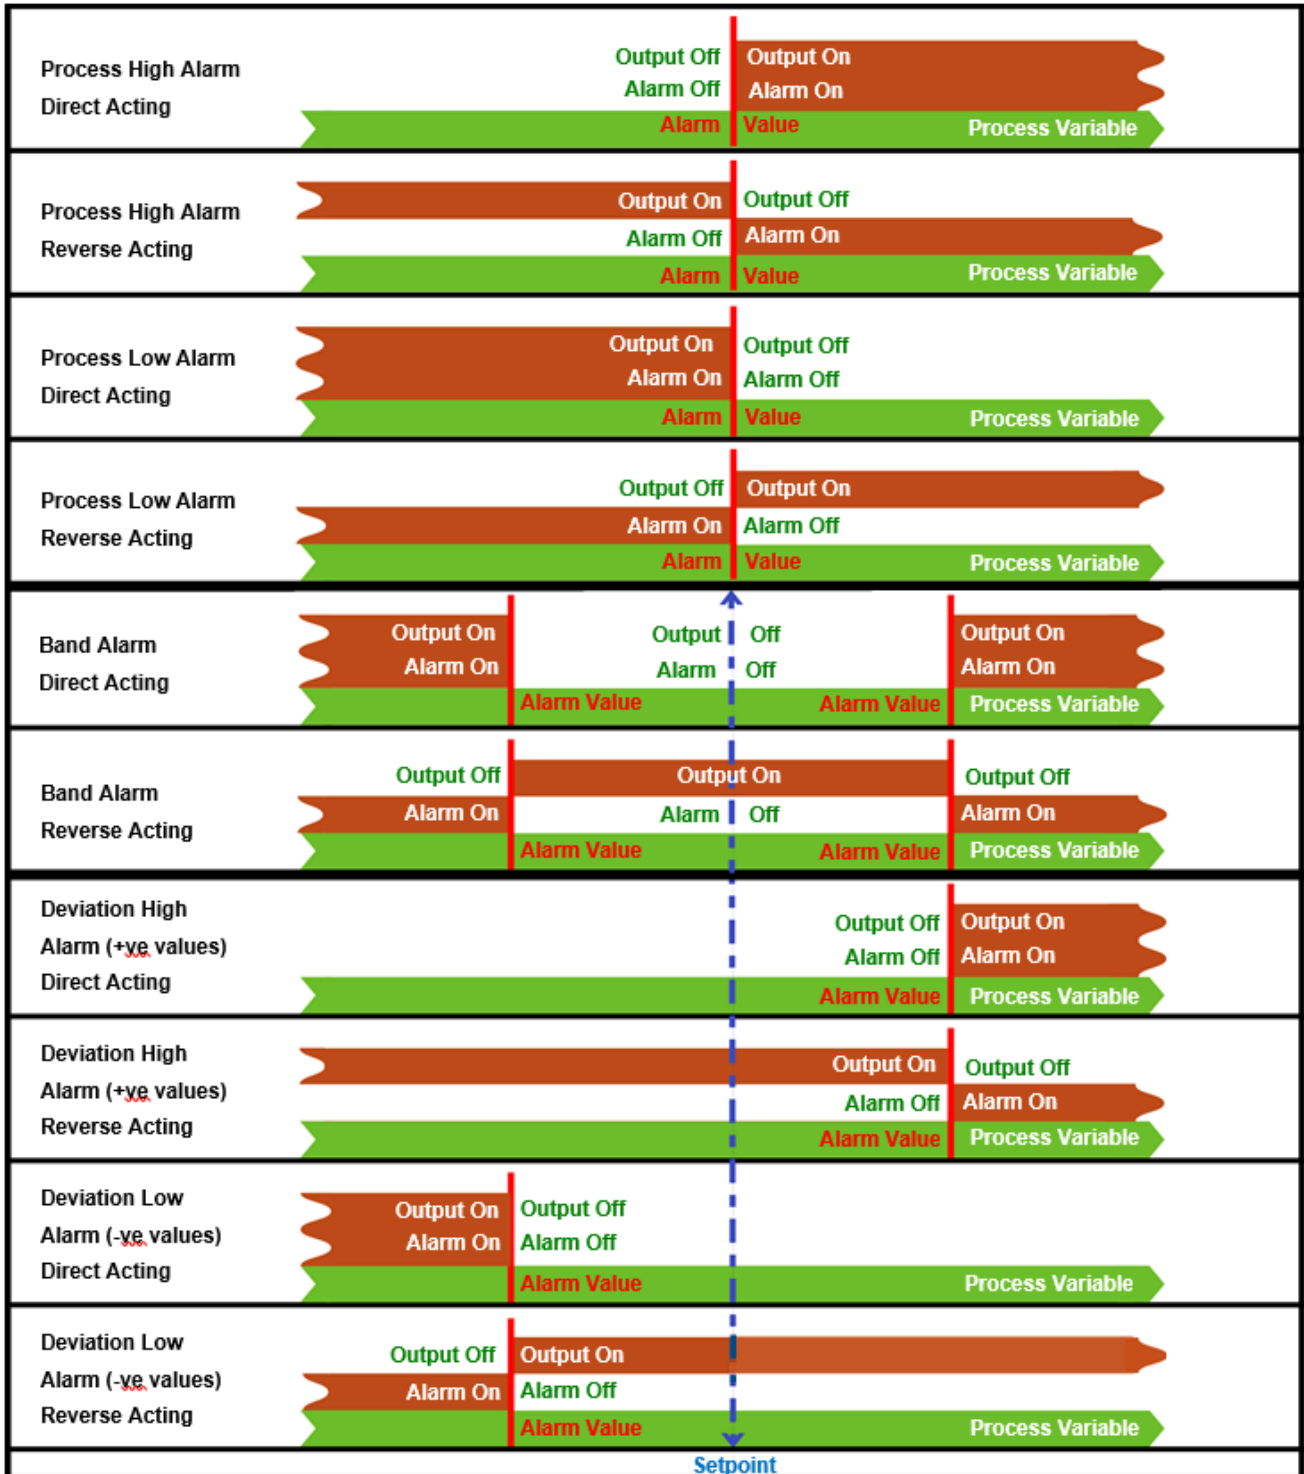 Process High Alarm
Direct Acting
Output Off Output On
Alarm Off Alarm On
Alarm Value Process Variable
Process High Alarm
Reverse Acting
Output On Output Off
Alarm Off Alarm On
Alarm Value Process Variable
Process Low Alarm
Direct Acting
Output On Output Off
Alarm On Alarm Off
Alarm Value Process Variable
Process Low Alarm
Reverse Acting
Output Off Output On
Alarm On Alarm Off
Alarm Value Process Variable
Band Alarm
Direct Acting
Output On Output Off Output On
Alarm On Alarm Off Alarm On
Alarm Value Alarm Value Process Variable
Band Alarm
Reverse Acting
Output Off Output On Output Off
Alarm On Alarm Off Alarm On
Alarm Value Alarm Value Process Variable
Deviation High
Alarm (+ve values)
Direct Acting
Output Off Output On
Alarm Off Alarm On
Alarm Value Process Variable
Deviation High
Alarm (+ve values)
Reverse Acting
Output On Output Off
Alarm Off Alarm On
Alarm Value Process Variable
Deviation Low
Alarm (-ve values)
Direct Acting
Output On Output Off
Alarm On Alarm Off
Alarm Value Process Variable
Deviation Low
Alarm (-ve values)
Reverse Acting
Output Off Output On
Alarm On Alarm Off
Alarm Value Process Variable
Setpoint